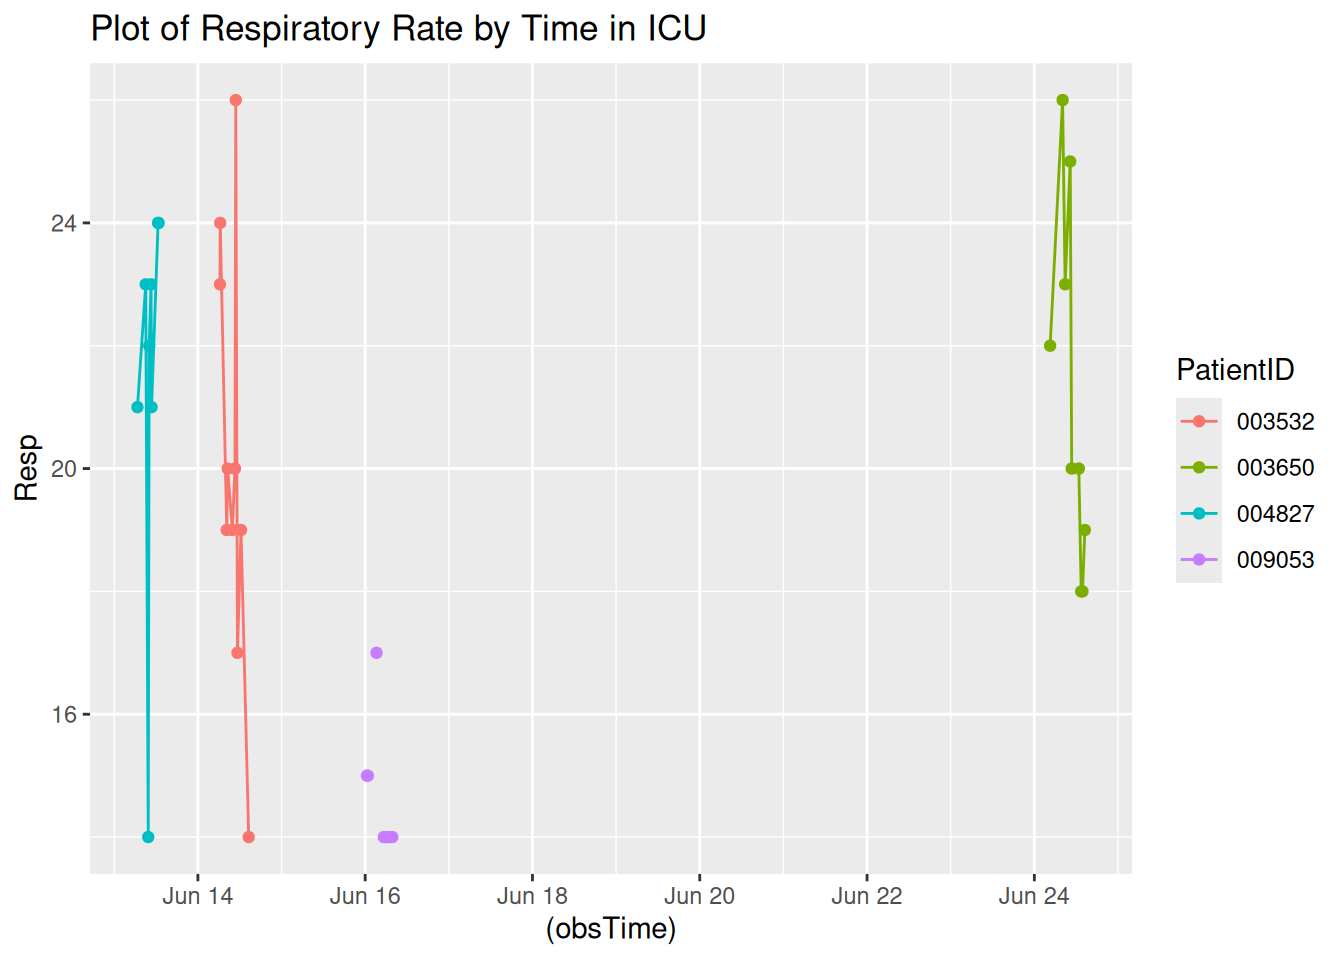 Plot of Respiratory Rate by Time in ICU
Resp
24
20
16
Jun 14 Jun 16 Jun 18 Jun 20 Jun 22 Jun 24
(obsTime)
PatientID
003532
003650
004827
009053